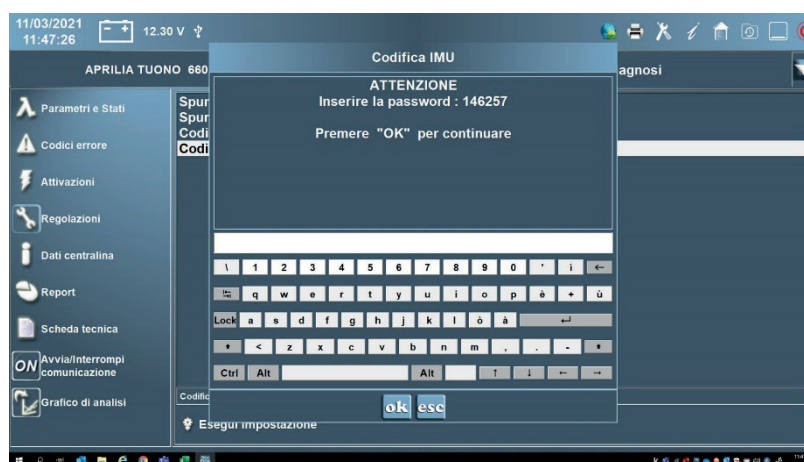 11/03/2021
11:47:26
12.30 V
APRILIA TUONO 660
agnosi
Codifica IMU
ATTENZIONE
Inserire la password : 146257
Premere "OK" per continuare
Parametri e Stati
Codici errore
Attivazioni
Regolazioni
Dati centralina
Report
Scheda tecnica
ON Avvia/Interrompi
comunicazione
Grafico di analisi
Spur
Spur
Codi
Codi
\ 1 2 3 4 5 6 7 8 9 0 ' ì ←
q w e r t y u i o p è + ù
Lock a s d f g h j k l ò à
< z x c v b n m , . -
Ctrl Alt Alt ↑ ↓ ← →
ok esc
Codific
Esegui impostazione